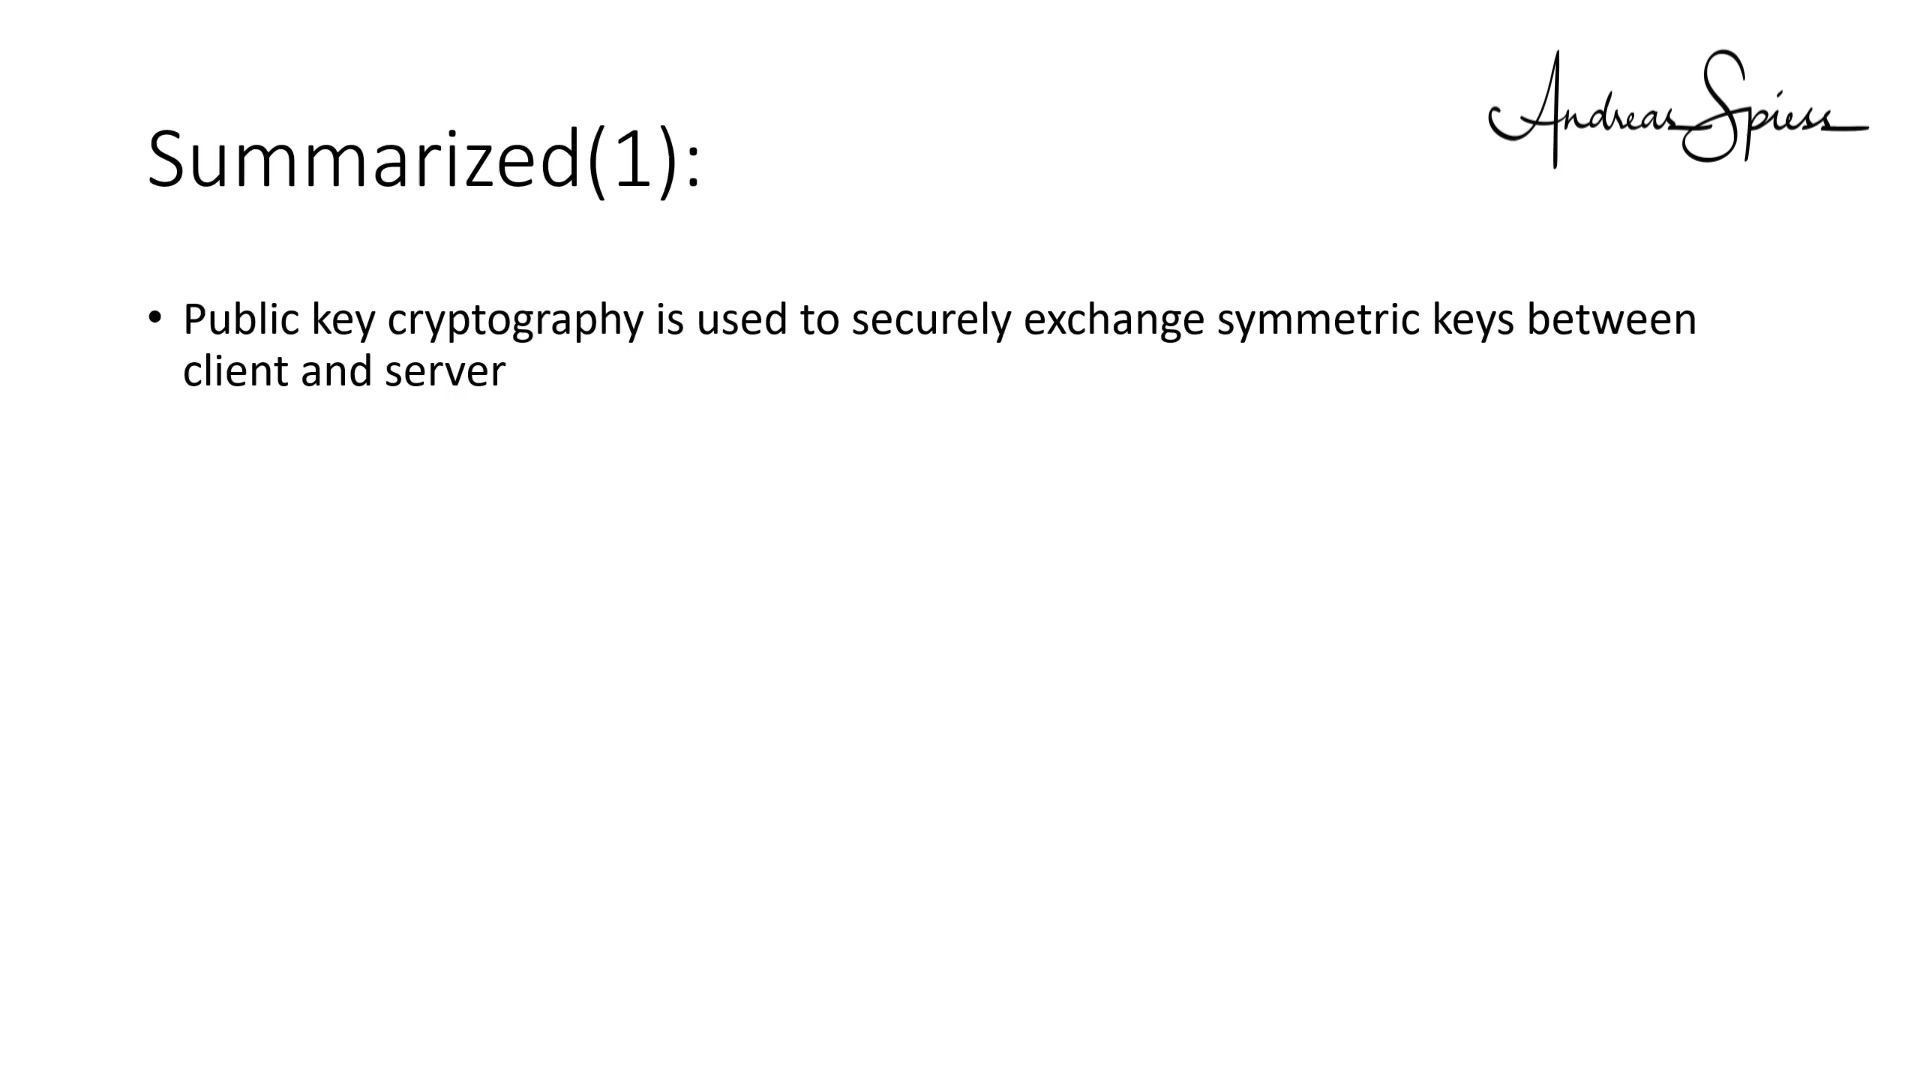 Andreas Spiess
Summarized(1):
• Public key cryptography is used to securely exchange symmetric keys between
client and server